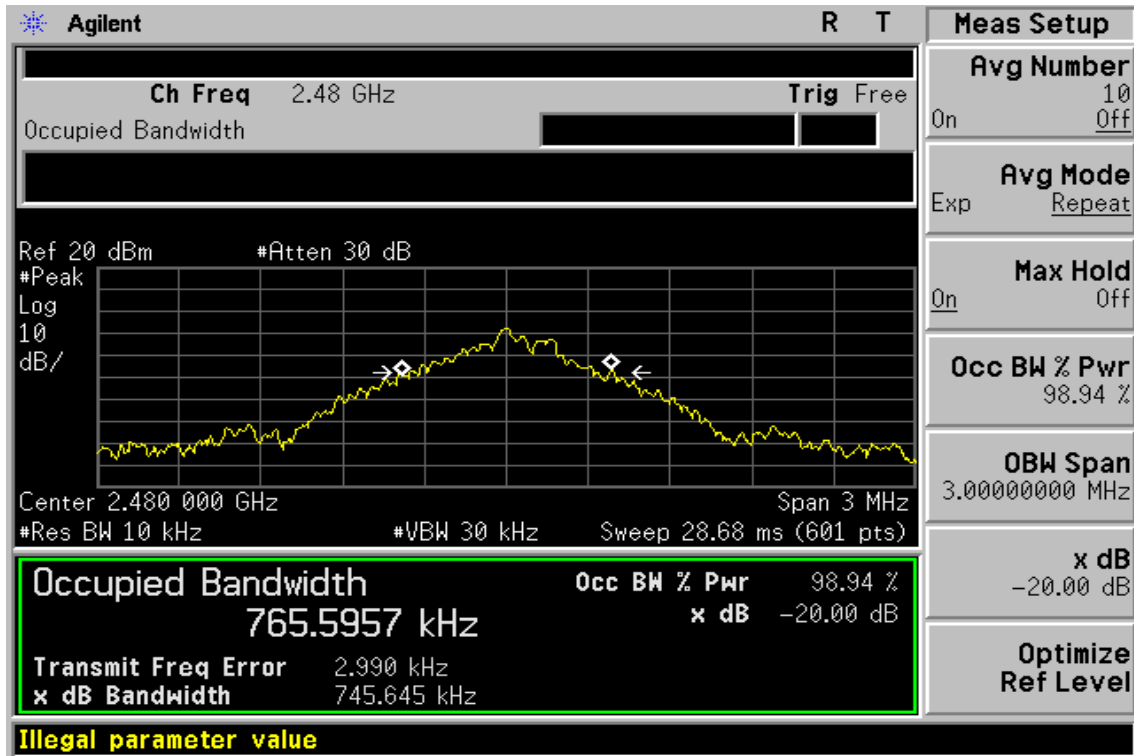 Agilent R T
Ch Freq 2.48 GHz Trig Free
Occupied Bandwidth
Ref 20 dBm #Atten 30 dB
#Peak
Log
10
dB/
Center 2.480 000 GHz Span 3 MHz
#Res BW 10 kHz #VBW 30 kHz Sweep 28.68 ms (601 pts)
Occupied Bandwidth Occ BW % Pwr 98.94 %
765.5957 kHz x dB -20.00 dB
Transmit Freq Error 2.990 kHz
x dB Bandwidth 745.645 kHz
Illegal parameter value
Meas Setup
Avg Number
10
On Off
Avg Mode
Exp Repeat
Max Hold
On Off
Occ BW % Pwr
98.94 %
OBW Span
3.00000000 MHz
x dB
-20.00 dB
Optimize
Ref Level